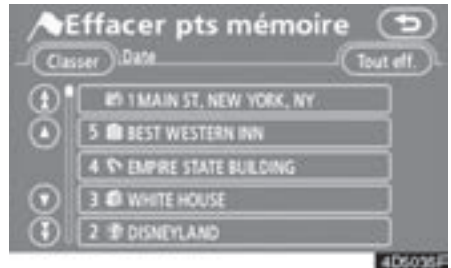 Effacer pts mémoire
Classer Date Tout eff.
1 MAIN ST, NEW YORK, NY
5 BEST WESTERN INN
4 EMPIRE STATE BUILDING
3 WHITE HOUSE
2 DISNEYLAND
4D5036F